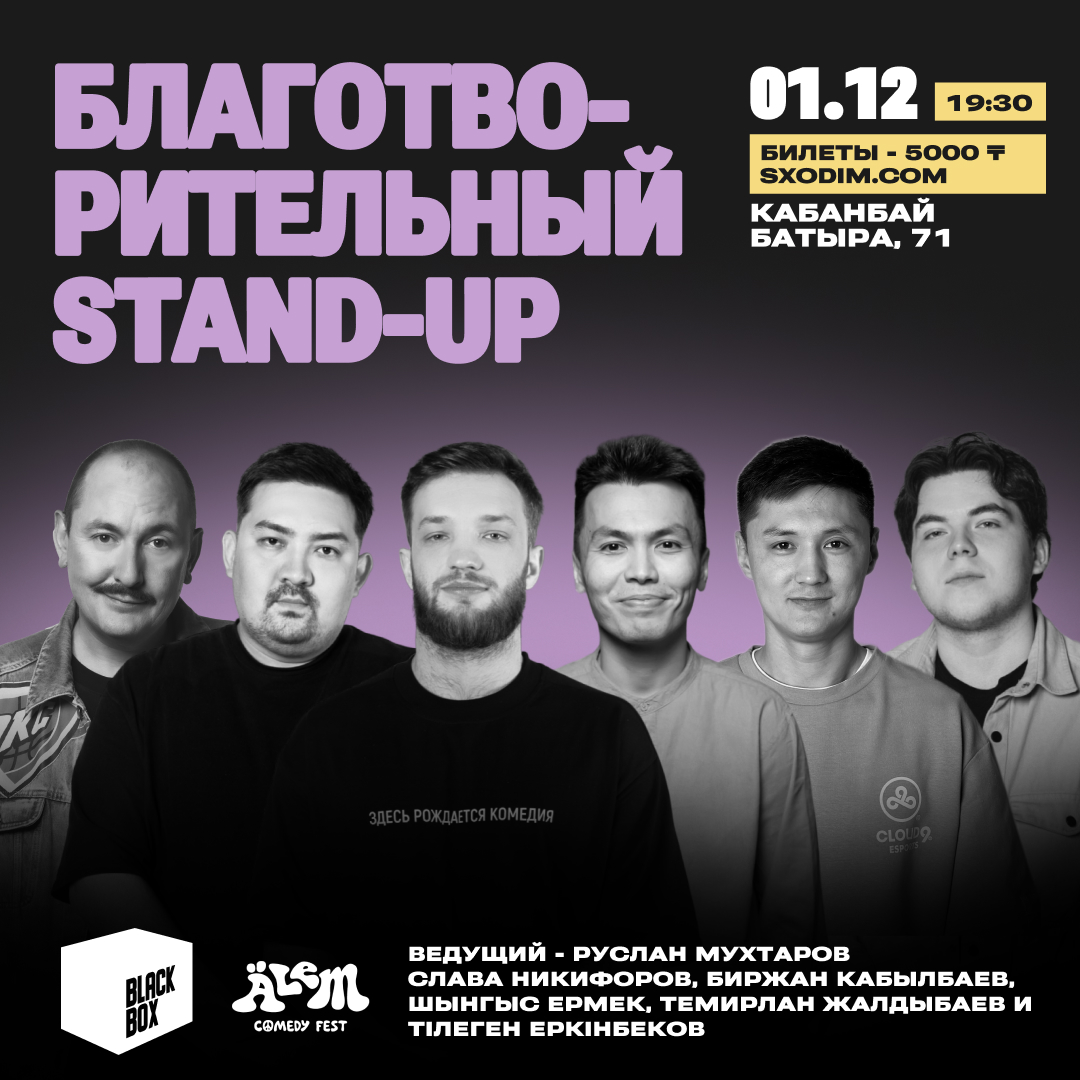 БЛАГОТВО-
РИТЕЛЬНЫЙ
STAND-UP
01.12
19:30
БИЛЕТЫ - 5000 ₸
SXODIM.COM
КАБАНБАЙ
БАТЫРА, 71
ЗДЕСЬ РОЖДАЕТСЯ КОМЕДИЯ
CLOUD9
ESPORTS
BLACK
BOX
ÄLEM
COMEDY FEST
ВЕДУЩИЙ - РУСЛАН МУХТАРОВ
СЛАВА НИКИФОРОВ, БИРЖАН КАБЫЛБАЕВ,
ШЫНГЫС ЕРМЕК, ТЕМИРЛАН ЖАЛДЫБАЕВ И
ТІЛЕГЕН ЕРКІНБЕКОВ